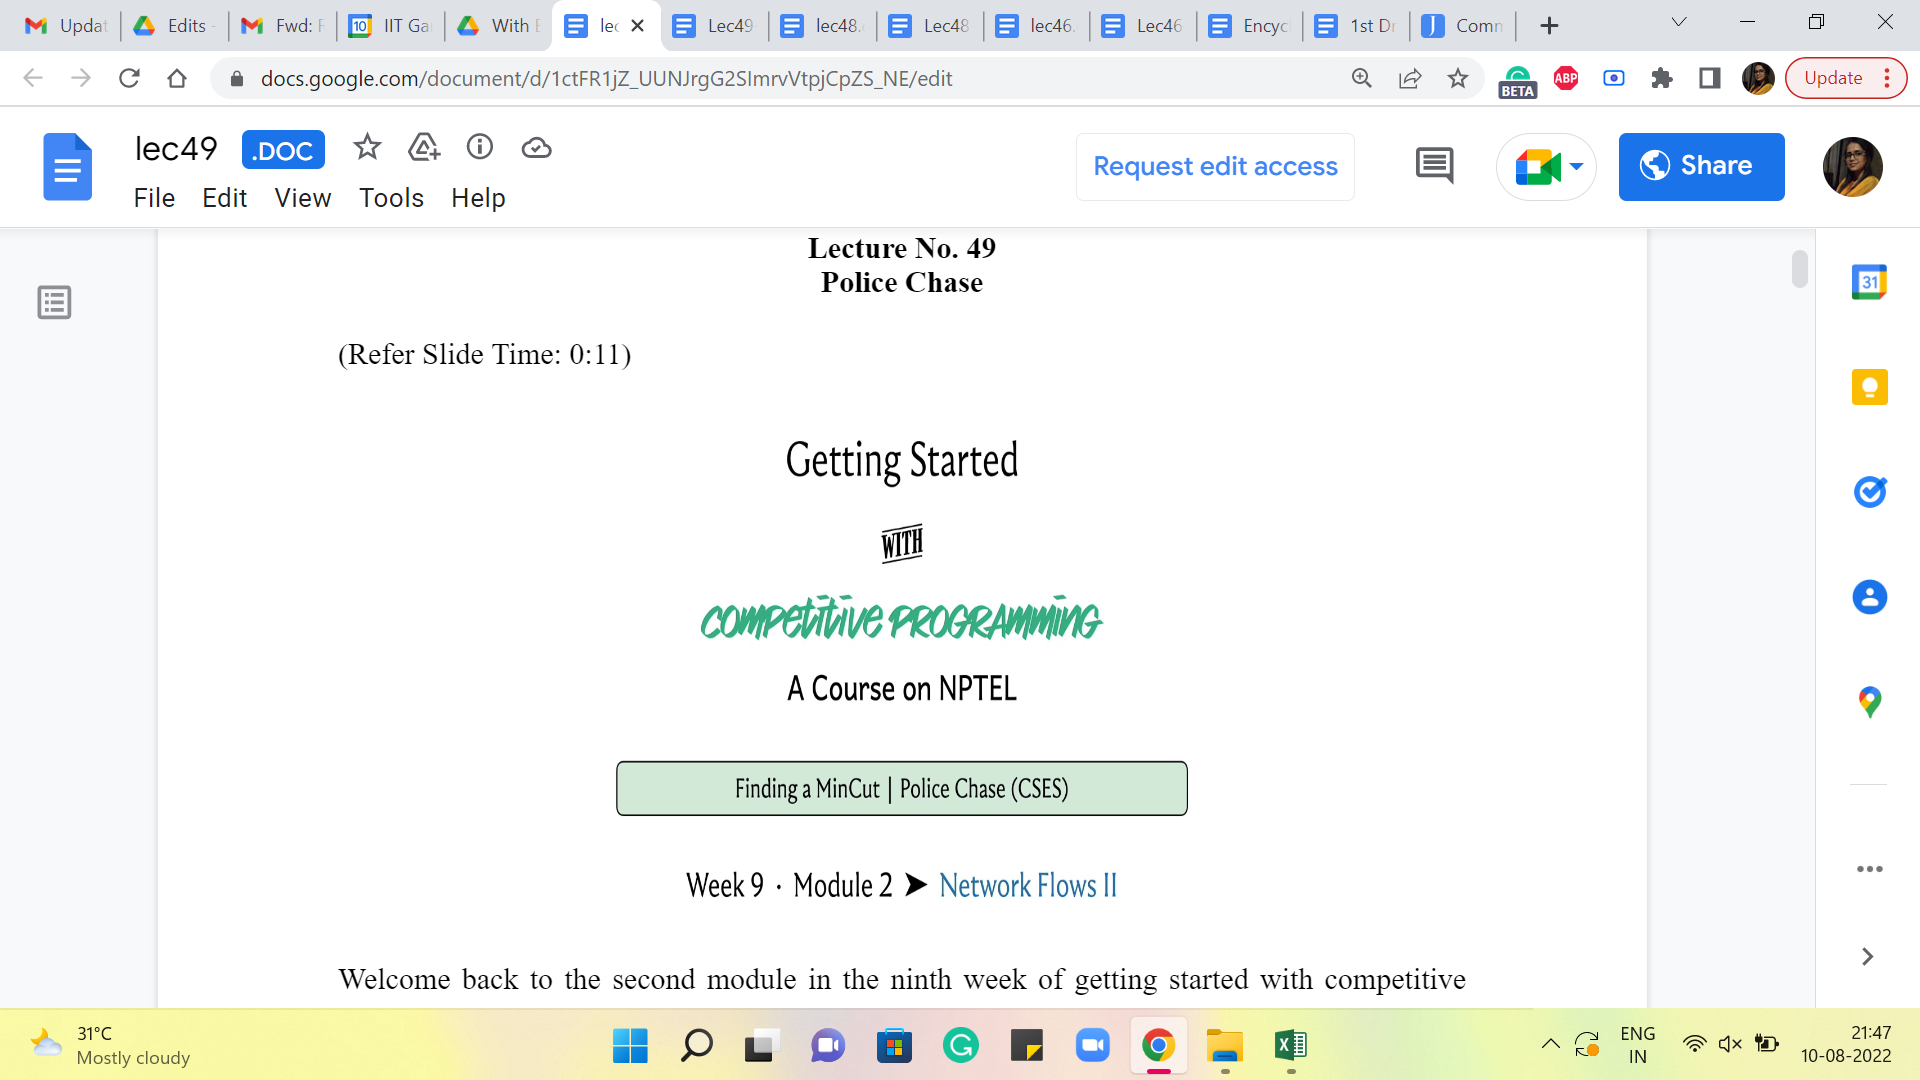 Updat
Edits -
Fwd: F
IIT Ga
With E
lec
Lec49
lec48.
Lec48
lec46.
Lec46
Encyc
1st Dr
Comm
docs.google.com/document/d/1ctFR1jZ_UUNJrgG2SImrvVtpjCpZS_NE/edit
BETA
ABP
Update
lec49
.DOC
Request edit access
Share
File Edit View Tools Help
Lecture No. 49
Police Chase
31
(Refer Slide Time: 0:11)
Getting Started
WITH
COMPETITIVE PROGRAMMING
A Course on NPTEL
Finding a MinCut | Police Chase (CSES)
Week 9 · Module 2 ➤ Network Flows II
Welcome back to the second module in the ninth week of getting started with competitive
31°C
Mostly cloudy
ENG
IN
21:47
10-08-2022